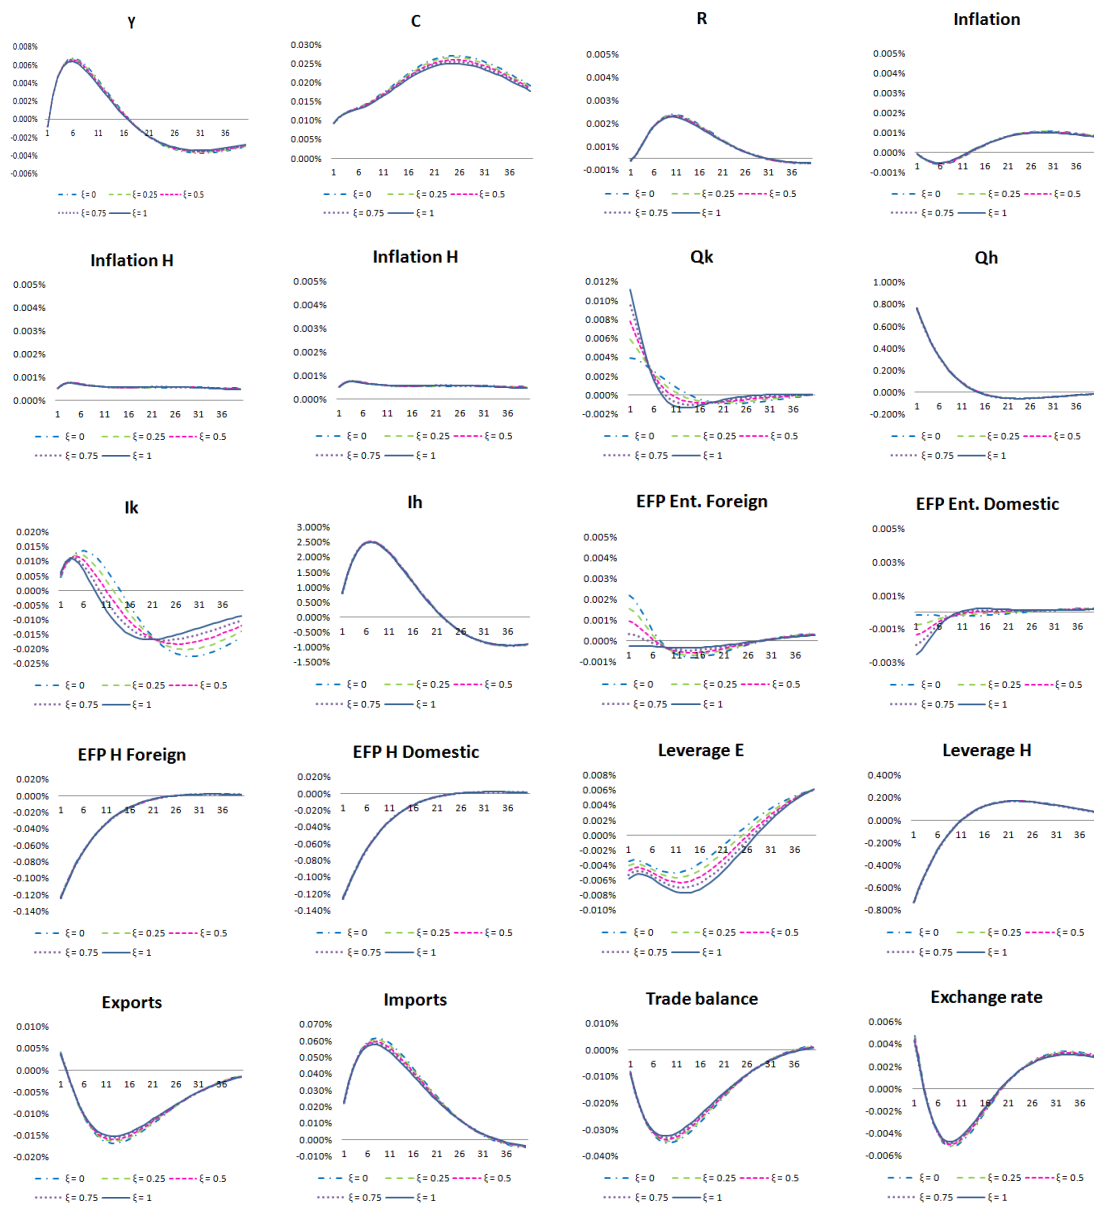 Y
0.008%
0.006%
0.004%
0.002%
0.000%
-0.002%
-0.004%
-0.006%
1 6 11 16 21 26 31 36
ξ = 0 ξ = 0.25 ξ = 0.5
ξ = 0.75 ξ = 1
C
0.030%
0.025%
0.020%
0.015%
0.010%
0.005%
0.000%
1 6 11 16 21 26 31 36
ξ = 0 ξ = 0.25 ξ = 0.5
ξ = 0.75 ξ = 1
R
0.005%
0.004%
0.003%
0.002%
0.001%
-0.001%
1 6 11 16 21 26 31 36
ξ = 0 ξ = 0.25 ξ = 0.5
ξ = 0.75 ξ = 1
Inflation
0.005%
0.004%
0.003%
0.002%
0.001%
0.000%
-0.001%
1 6 11 16 21 26 31 36
ξ = 0 ξ = 0.25 ξ = 0.5
ξ = 0.75 ξ = 1
Inflation H
0.005%
0.004%
0.003%
0.002%
0.001%
0.000%
1 6 11 16 21 26 31 36
ξ = 0 ξ = 0.25 ξ = 0.5
ξ = 0.75 ξ = 1
Inflation H
0.005%
0.004%
0.003%
0.002%
0.001%
0.000%
1 6 11 16 21 26 31 36
ξ = 0 ξ = 0.25 ξ = 0.5
ξ = 0.75 ξ = 1
Qk
0.012%
0.010%
0.008%
0.006%
0.004%
0.002%
0.000%
-0.002%
1 6 11 16 21 26 31 36
ξ = 0 ξ = 0.25 ξ = 0.5
ξ = 0.75 ξ = 1
Qh
1.000%
0.800%
0.600%
0.400%
0.200%
0.000%
-0.200%
1 6 11 16 21 26 31 36
ξ = 0 ξ = 0.25 ξ = 0.5
ξ = 0.75 ξ = 1
Ik
0.020%
0.015%
0.010%
0.005%
0.000%
-0.005%
-0.010%
-0.015%
-0.020%
-0.025%
1 6 11 16 21 26 31 36
ξ = 0 ξ = 0.25 ξ = 0.5
ξ = 0.75 ξ = 1
Ih
3.000%
2.500%
2.000%
1.500%
1.000%
0.500%
0.000%
-0.500%
-1.000%
-1.500%
1 6 11 16 21 26 31 36
ξ = 0 ξ = 0.25 ξ = 0.5
ξ = 0.75 ξ = 1
EFP Ent. Foreign
0.005%
0.004%
0.003%
0.002%
0.001%
0.000%
-0.001%
1 6 11 16 21 26 31 36
ξ = 0 ξ = 0.25 ξ = 0.5
ξ = 0.75 ξ = 1
EFP Ent. Domestic
0.005%
0.003%
0.001%
-0.001%
-0.003%
1 6 11 16 21 26 31 36
ξ = 0 ξ = 0.25 ξ = 0.5
ξ = 0.75 ξ = 1
EFP H Foreign
0.020%
0.000%
-0.020%
-0.040%
-0.060%
-0.080%
-0.100%
-0.120%
-0.140%
1 6 11 16 21 26 31 36
ξ = 0 ξ = 0.25 ξ = 0.5
ξ = 0.75 ξ = 1
EFP H Domestic
0.020%
0.000%
-0.020%
-0.040%
-0.060%
-0.080%
-0.100%
-0.120%
-0.140%
1 6 11 16 21 26 31 36
ξ = 0 ξ = 0.25 ξ = 0.5
ξ = 0.75 ξ = 1
Leverage E
0.008%
0.006%
0.004%
0.002%
0.000%
-0.002%
-0.004%
-0.006%
-0.008%
-0.010%
1 6 11 16 21 26 31 36
ξ = 0 ξ = 0.25 ξ = 0.5
ξ = 0.75 ξ = 1
Leverage H
0.400%
0.200%
0.000%
-0.200%
-0.400%
-0.600%
-0.800%
1 6 11 16 21 26 31 36
ξ = 0 ξ = 0.25 ξ = 0.5
ξ = 0.75 ξ = 1
Exports
0.010%
0.005%
0.000%
-0.005%
-0.010%
-0.015%
-0.020%
1 6 11 16 21 26 31 36
ξ = 0 ξ = 0.25 ξ = 0.5
ξ = 0.75 ξ = 1
Imports
0.070%
0.060%
0.050%
0.040%
0.030%
0.020%
0.010%
0.000%
-0.010%
1 6 11 16 21 26 31 36
ξ = 0 ξ = 0.25 ξ = 0.5
ξ = 0.75 ξ = 1
Trade balance
0.010%
0.000%
-0.010%
-0.020%
-0.030%
-0.040%
1 6 11 16 21 26 31 36
ξ = 0 ξ = 0.25 ξ = 0.5
ξ = 0.75 ξ = 1
Exchange rate
0.006%
0.004%
0.002%
0.000%
-0.002%
-0.004%
-0.006%
1 6 11 16 21 26 31 36
ξ = 0 ξ = 0.25 ξ = 0.5
ξ = 0.75 ξ = 1